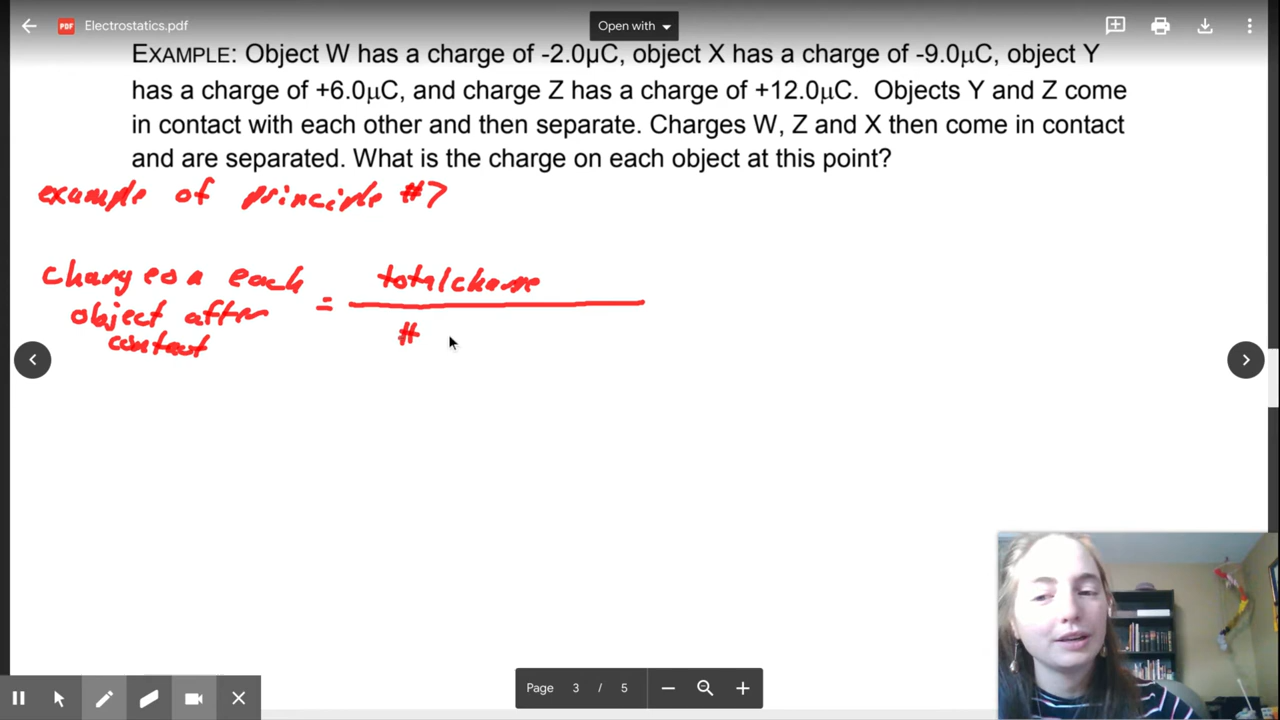 Electrostatics.pdf
Open with
EXAMPLE: Object W has a charge of -2.0μC, object X has a charge of -9.0μC, object Y
has a charge of +6.0μC, and charge Z has a charge of +12.0μC. Objects Y and Z come
in contact with each other and then separate. Charges W, Z and X then come in contact
and are separated. What is the charge on each object at this point?
example of principle #7
charge on each
object after
contact
=
total charge
#
Page 3 / 5